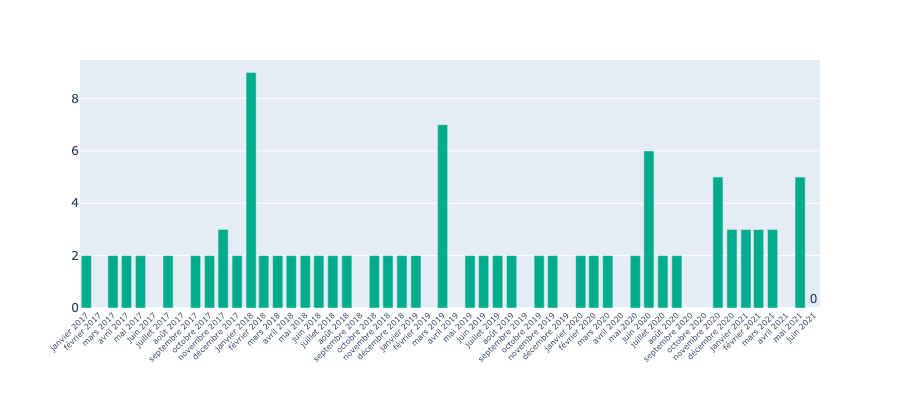 8
6
4
2
0
0
janvier 2017
février 2017
mars 2017
avril 2017
mai 2017
juin 2017
juillet 2017
août 2017
septembre 2017
octobre 2017
novembre 2017
décembre 2017
janvier 2018
février 2018
mars 2018
avril 2018
mai 2018
juin 2018
juillet 2018
août 2018
septembre 2018
octobre 2018
novembre 2018
décembre 2018
janvier 2019
février 2019
mars 2019
avril 2019
mai 2019
juin 2019
juillet 2019
août 2019
septembre 2019
octobre 2019
novembre 2019
décembre 2019
janvier 2020
février 2020
mars 2020
avril 2020
mai 2020
juin 2020
juillet 2020
août 2020
septembre 2020
octobre 2020
novembre 2020
décembre 2020
janvier 2021
février 2021
mars 2021
avril 2021
mai 2021
juin 2021